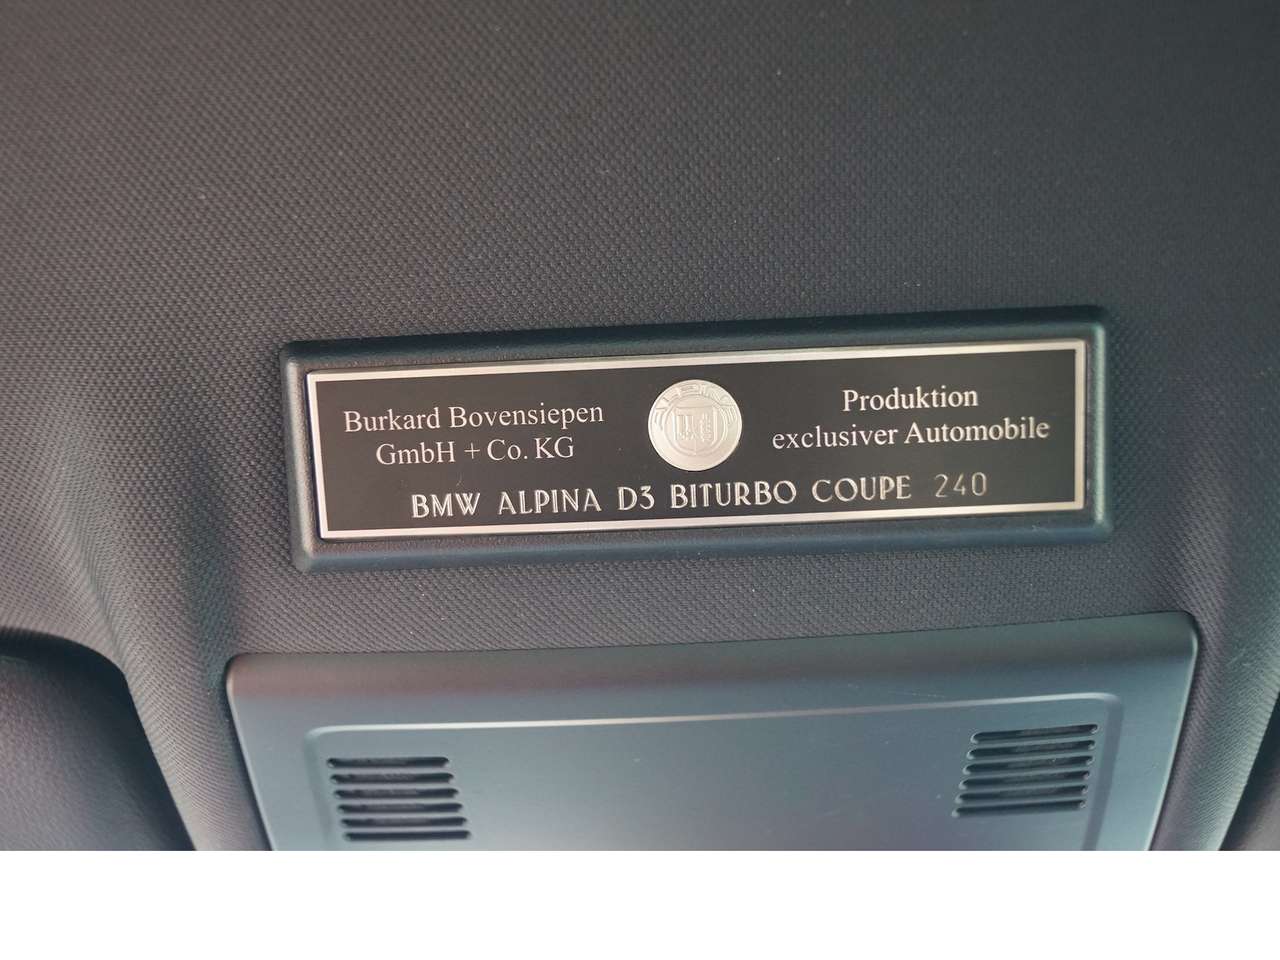 Burkard Bovensiepen
GmbH + Co. KG
Produktion
exclusiver Automobile
BMW ALPINA D3 BITURBO COUPE 240